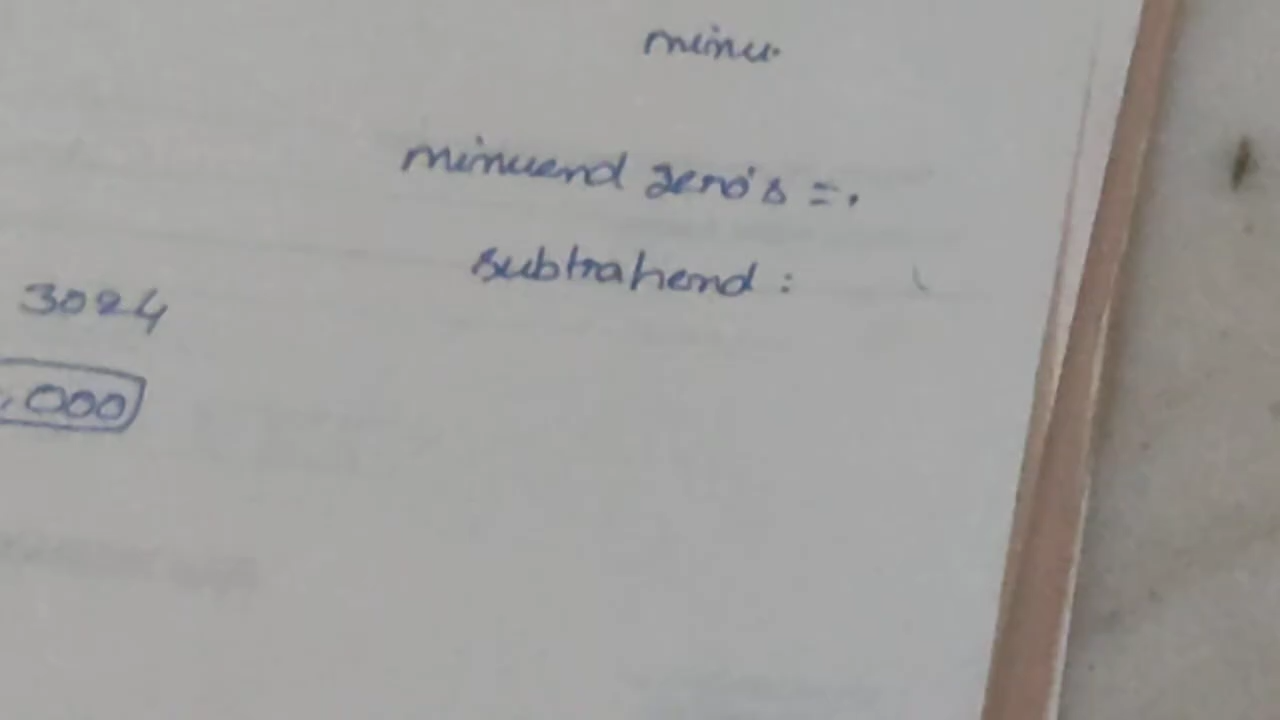 minu.
minuend zero's =.
subtrahend :
3024
.000